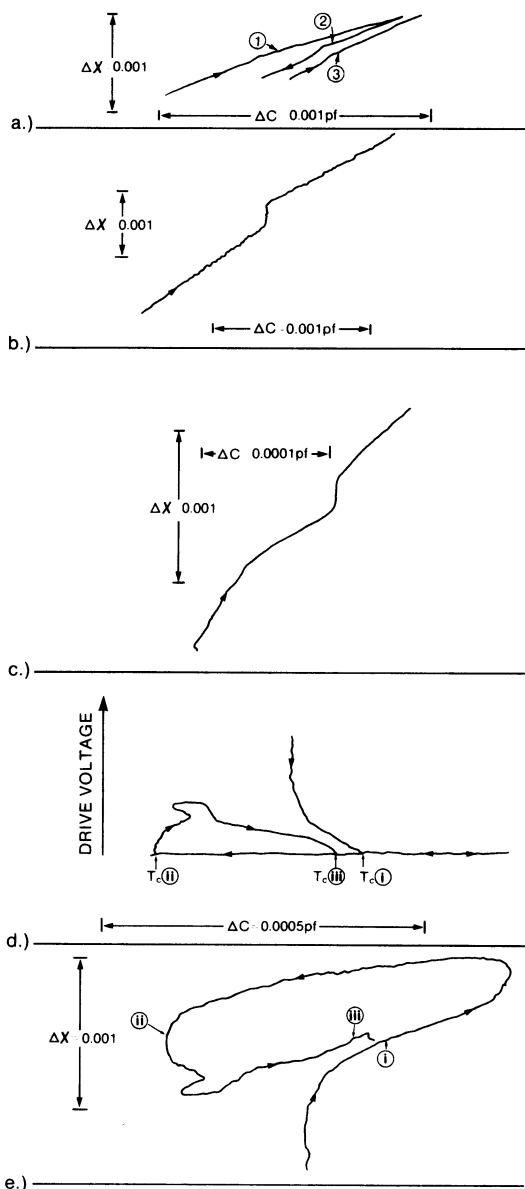 ① ②
ΔX 0.001
③
ΔC 0.001pf
a.)
ΔX 0.001
ΔC 0.001pf
b.)
ΔC 0.0001pf
ΔX 0.001
c.)
DRIVE VOLTAGE
Tc ii Tc iii Tc i
ΔC 0.0005pf
d.)
ii iii
ΔX 0.001
i
e.)